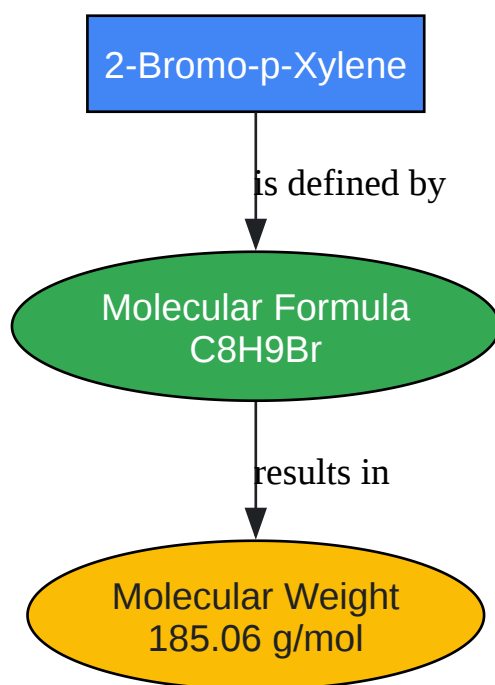 2-Bromo-p-Xylene
is defined by
Molecular Formula
C8H9Br
results in
Molecular Weight
185.06 g/mol